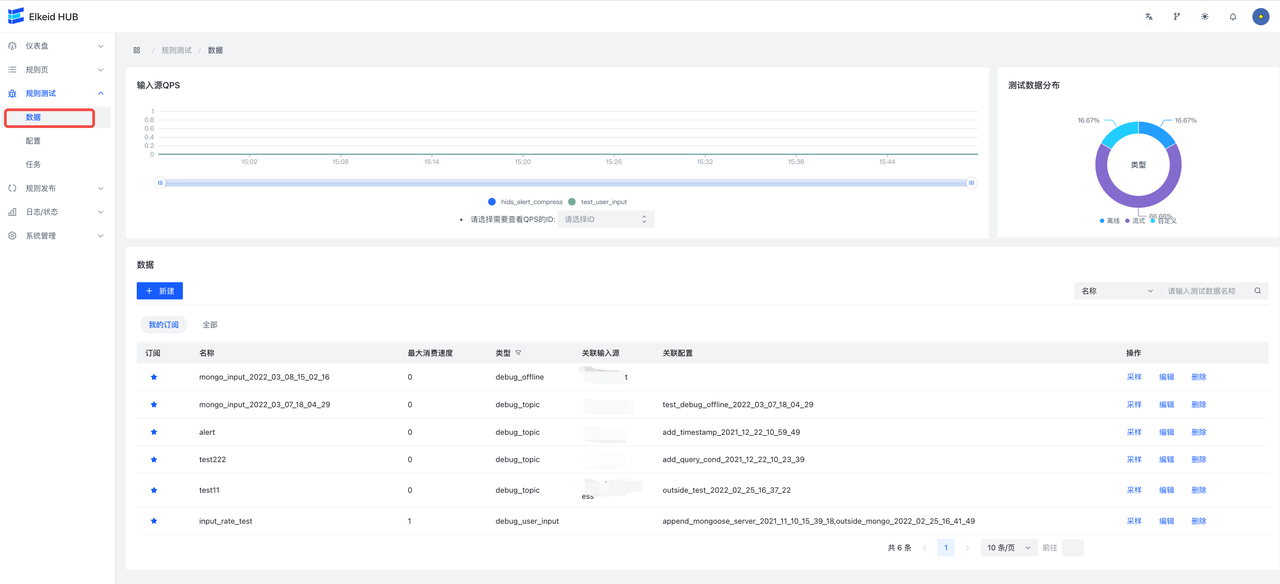 Elkeid HUB
仪表盘
规则页
规则测试
数据
配置
任务
规则发布
日志/状态
系统管理
/ 规则测试 / 数据
输入源QPS
1
0.8
0.6
0.4
0.2
0
15:02 15:08 15:14 15:20 15:26 15:32 15:38 15:44
hids_alert_compress test_user_input
• 请选择需要查看QPS的ID: 请选择ID
测试数据分布
16.67% 16.67%
类型
66.66%
离线 流式 自定义
数据
+ 新建
名称 请输入测试数据名称
我的订阅 全部
订阅 名称 最大消费速度 类型 关联输入源 关联配置 操作
mongo_input_2022_03_08_15_02_16 0 debug_offline t 采样 编辑 删除
mongo_input_2022_03_07_18_04_29 0 debug_topic test_debug_offline_2022_03_07_18_04_29 采样 编辑 删除
alert 0 debug_topic add_timestamp_2021_12_22_10_59_49 采样 编辑 删除
test222 0 debug_topic add_query_cond_2021_12_22_10_23_39 采样 编辑 删除
test11 0 debug_topic ess outside_test_2022_02_25_16_37_22 采样 编辑 删除
input_rate_test 1 debug_user_input append_mongoose_server_2021_11_10_15_39_18,outside_mongo_2022_02_25_16_41_49 采样 编辑 删除
共 6 条 1 10 条/页 前往